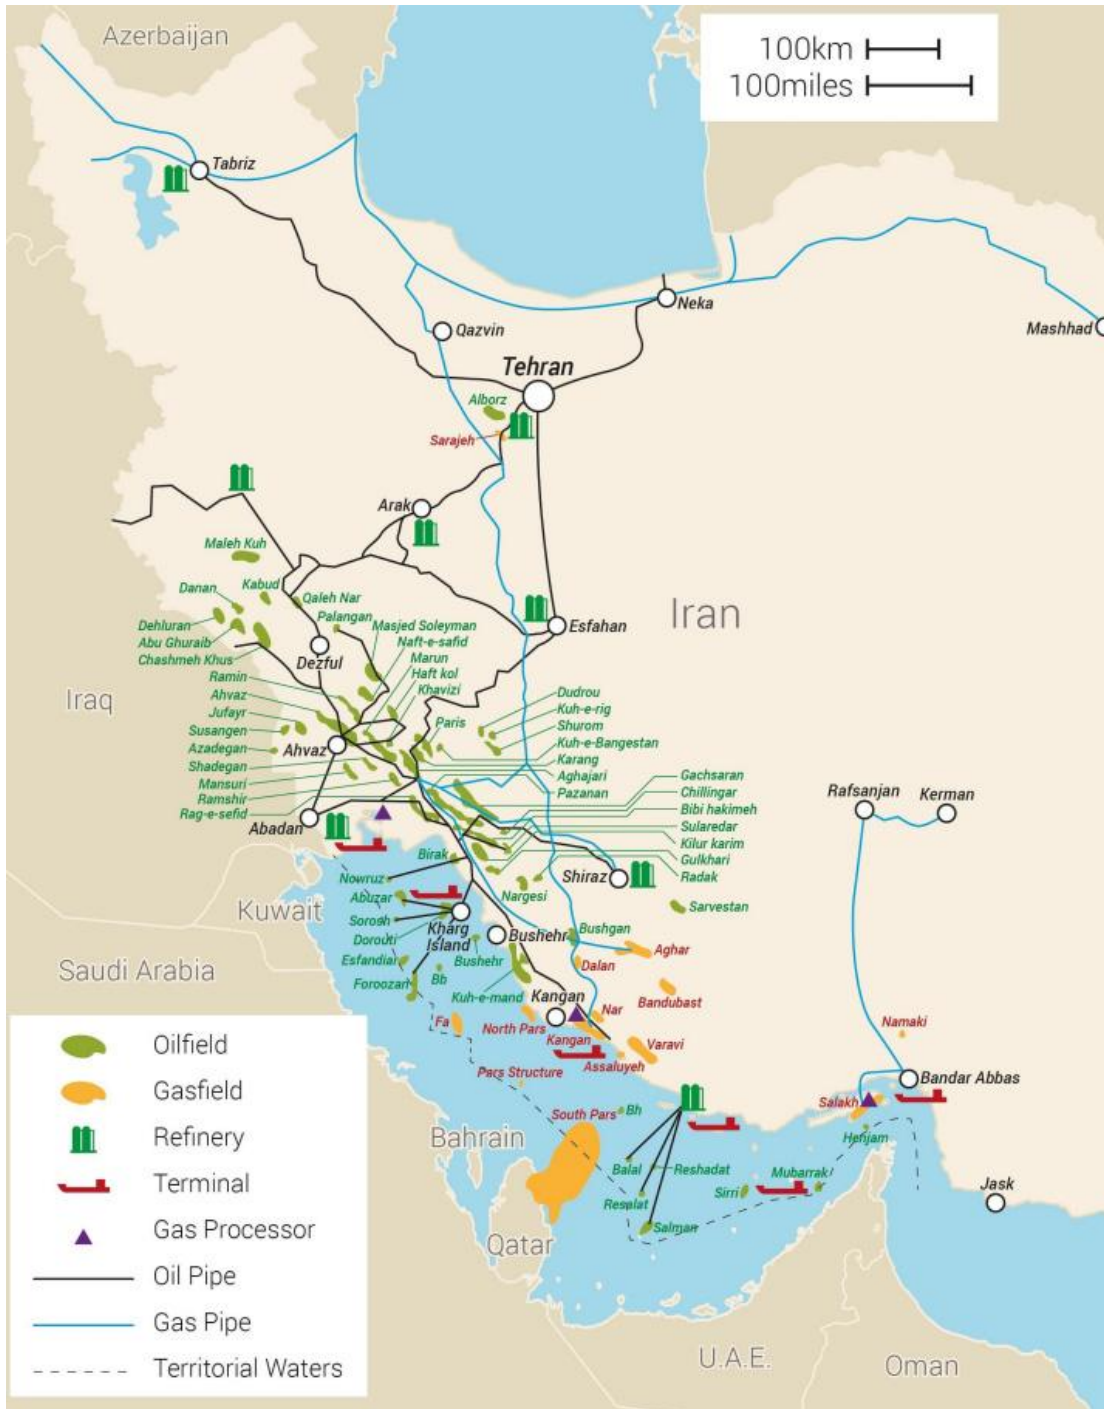 Azerbaijan
100km
100miles
Tabriz
Neka
Qazvin
Mashhad
Tehran
Alborz
Sarajeh
Arak
Maleh Kuh
Iran
Danan
Kabud
Qaleh Nar
Palangan
Masjed Soleyman
Esfahan
Dehluran
Abu Ghuraib
Chashmeh Khus
Dezful
Naft-e-safid
Marun
Haft kol
Khavizi
Ramin
Ahvaz
Jufayr
Susangen
Azadegan
Shadegan
Mansuri
Ramshir
Rag-e-sefid
Iraq
Ahvaz
Paris
Dudrou
Kuh-e-rig
Shurom
Kuh-e-Bangestan
Karang
Aghajari
Pazanan
Gachsaran
Chillingar
Bibi hakimeh
Sularedar
Kilur karim
Gulkhari
Radak
Rafsanjan
Kerman
Abadan
Birak
Nowruz
Nargesi
Shiraz
Sarvestan
Kuwait
Abuzar
Sorosh
Dorouti
Kharg
Island
Bushehr
Bushgan
Saudi Arabia
Esfandiar
Bushehr
Foroozan
Bb
Kuh-e-mand
Dalan
Aghar
Bandubast
Kangan
Fa
North Pars
Nar
Kangan
Varavi
Namaki
Assaluyeh
Pars Structure
Bandar Abbas
South Pars
Bh
Salakh
Henjam
Bahrain
Balal
Reshadat
Resalat
Salman
Sirri
Mubarrak
Jask
Qatar
U.A.E.
Oman
Oilfield
Gasfield
Refinery
Terminal
Gas Processor
Oil Pipe
Gas Pipe
Territorial Waters